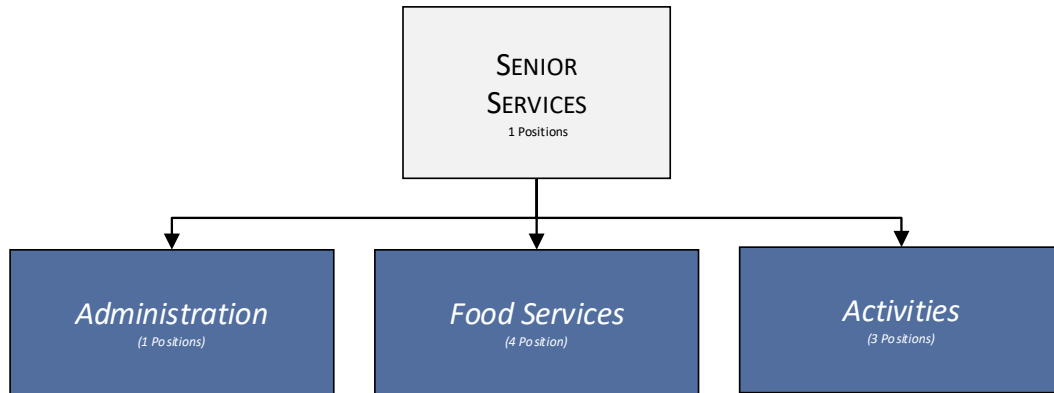 SENIOR
SERVICES
1 Positions
Administration
(1 Positions)
Food Services
(4 Position)
Activities
(3 Positions)